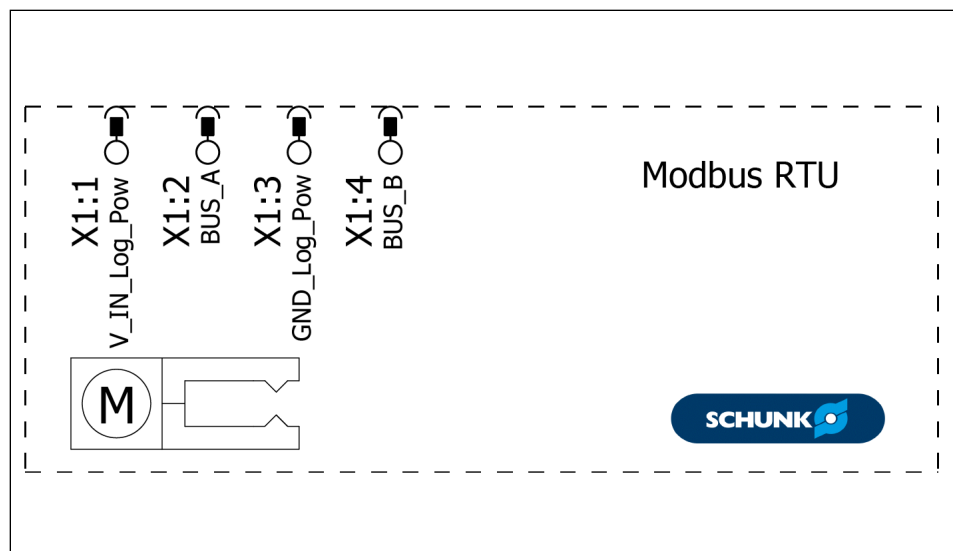 X1:1
V_IN_Log_Pow
X1:2
BUS_A
X1:3
GND_Log_Pow
X1:4
BUS_B
Modbus RTU
M
SCHUNK